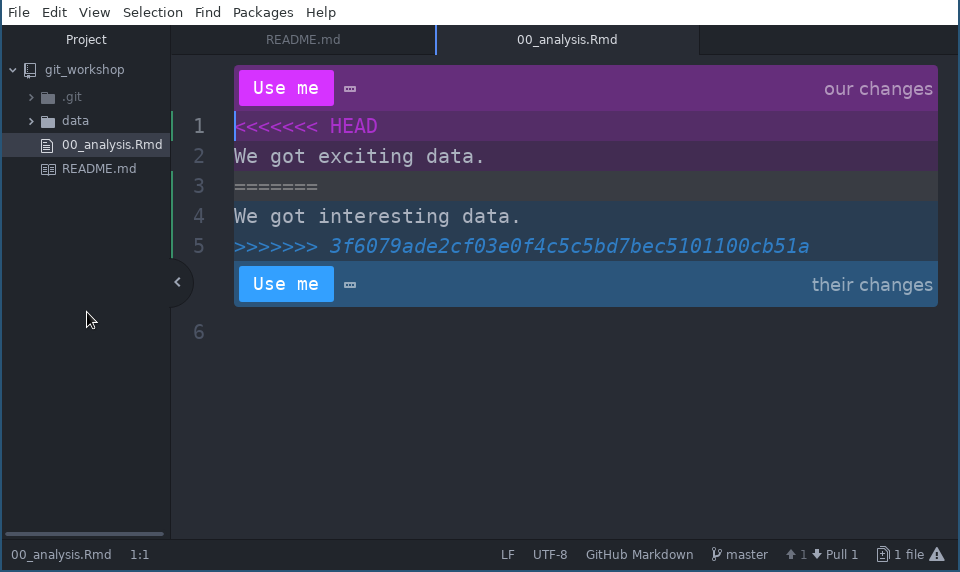 File Edit View Selection Find Packages Help
Project
README.md
00_analysis.Rmd
git_workshop
.git
data
00_analysis.Rmd
README.md
Use me
our changes
1 <<<<<<< HEAD
2 We got exciting data.
3 =======
4 We got interesting data.
5 >>>>>>> 3f6079ade2cf03e0f4c5c5bd7bec5101100cb51a
Use me
their changes
6
00_analysis.Rmd 1:1 LF UTF-8 GitHub Markdown master 1 Pull 1 1 file